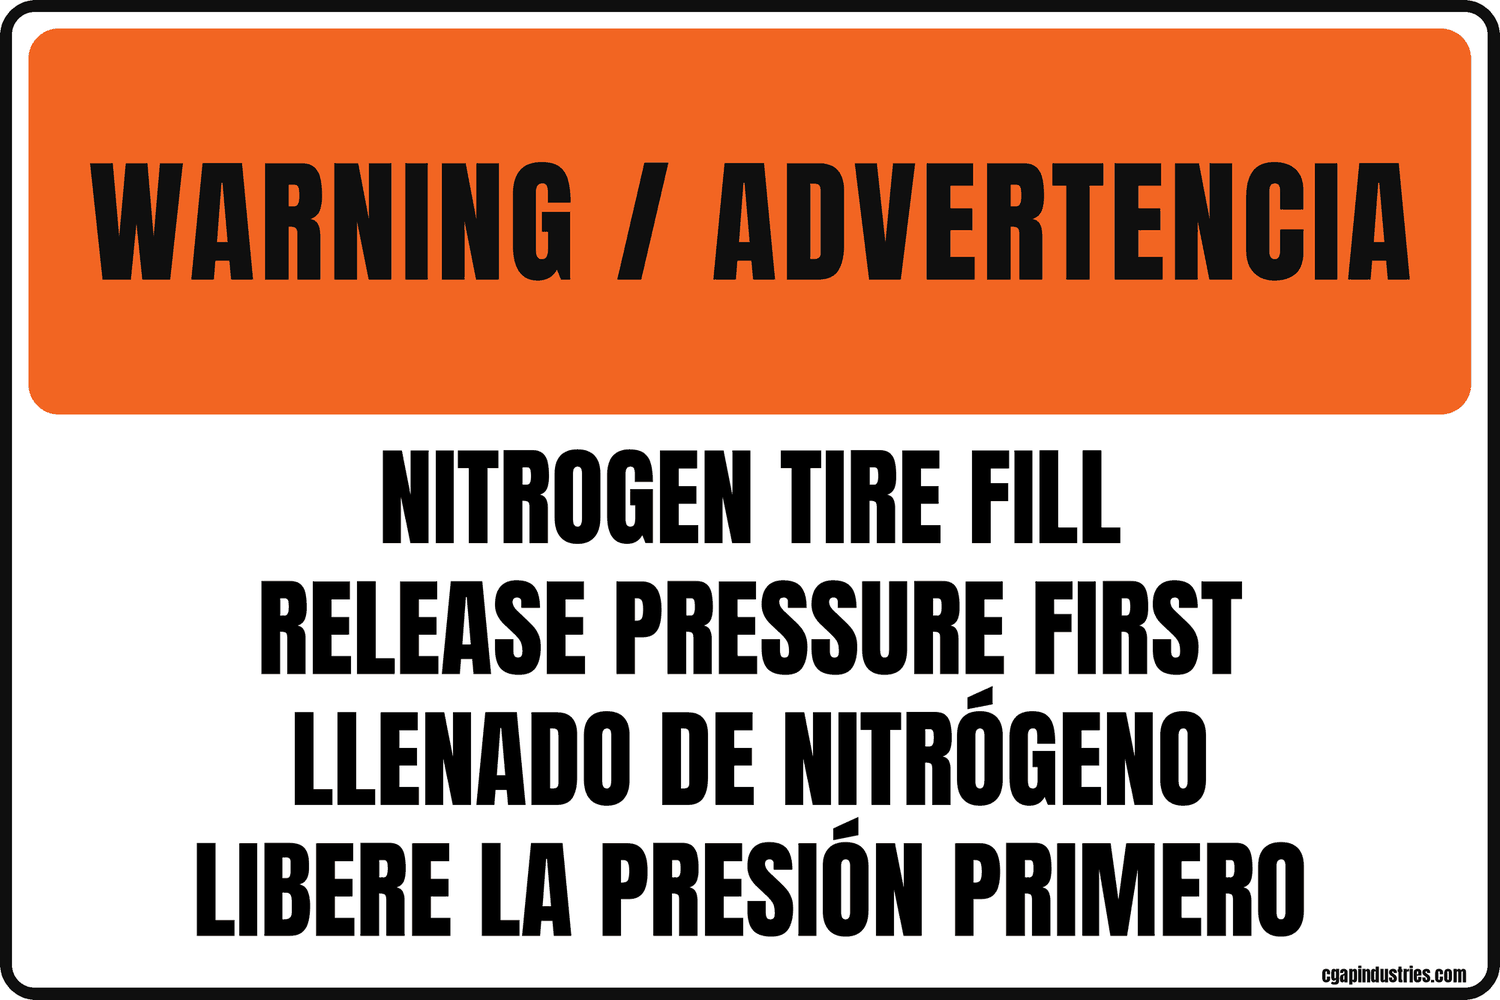 WARNING / ADVERTENCIA
NITROGEN TIRE FILL
RELEASE PRESSURE FIRST
LLENADO DE NITRÓGENO
LIBERE LA PRESIÓN PRIMERO
cgapindustries.com